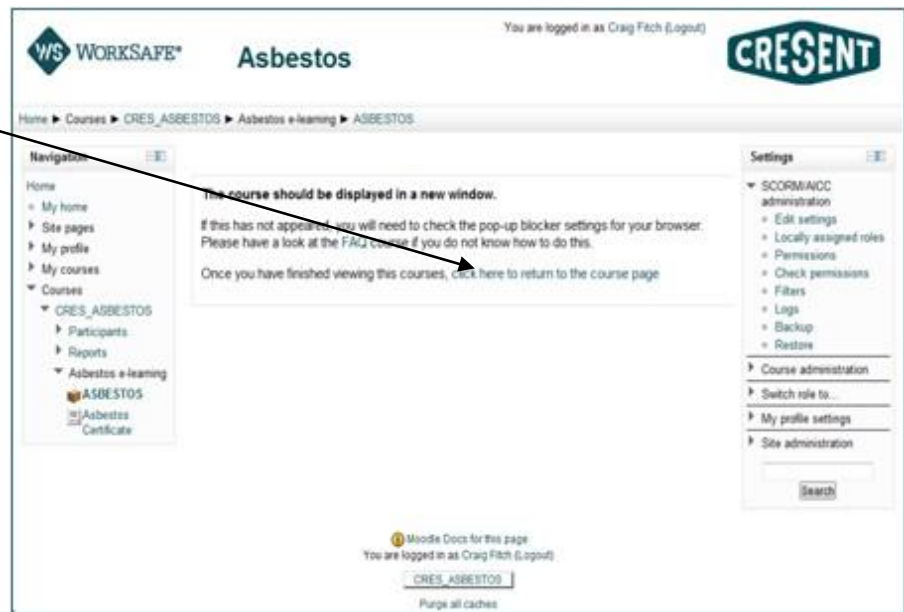 You are logged in as Craig Fitch (Logout)
WS WORKSAFE®
Asbestos
CRESENT
Home ► Courses ► CRES_ASBESTOS ► Asbestos e-learning ► ASBESTOS
Navigation
Home
My home
Site pages
My profile
My courses
Courses
CRES_ASBESTOS
Participants
Reports
Asbestos e-learning
ASBESTOS
Asbestos
Certificate
The course should be displayed in a new window.
If this has not appeared, you will need to check the pop-up blocker settings for your browser.
Please have a look at the FAQ course if you do not know how to do this.
Once you have finished viewing this courses, click here to return to the course page
Settings
SCORM/AICC
administration
Edit settings
Locally assigned roles
Permissions
Check permissions
Filters
Logs
Backup
Restore
Course administration
Switch role to...
My profile settings
Site administration
Search
Moodle Docs for this page
You are logged in as Craig Fitch (Logout)
CRES_ASBESTOS
Purge all caches